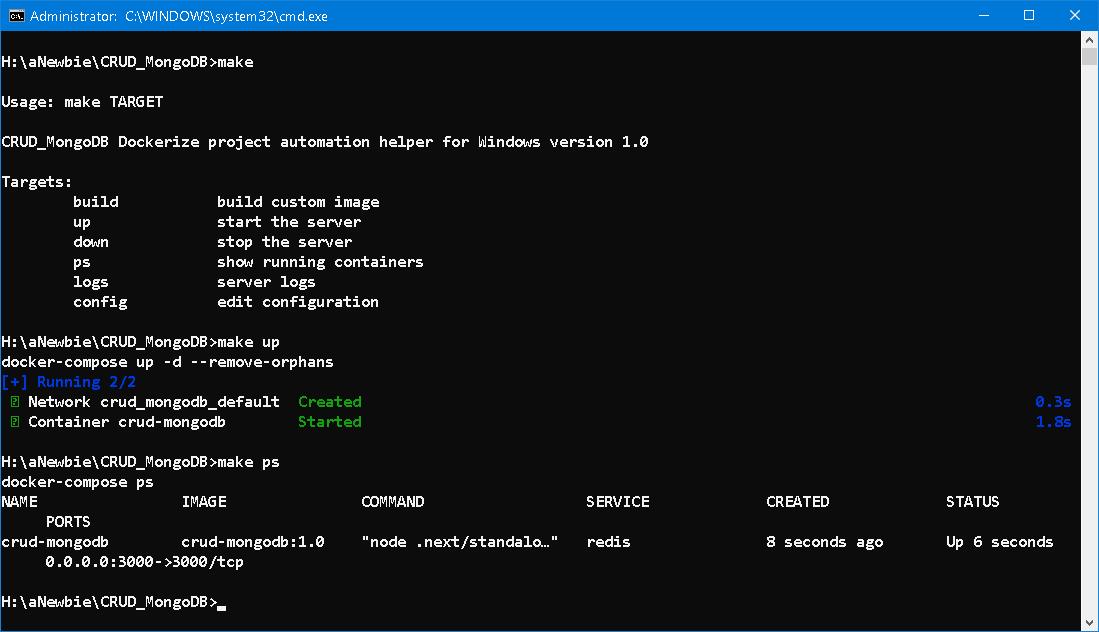 Administrator: C:\WINDOWS\system32\cmd.exe
H:\aNewbie\CRUD_MongoDB>make
Usage: make TARGET
CRUD_MongoDB Dockerize project automation helper for Windows version 1.0
Targets:
build build custom image
up start the server
down stop the server
ps show running containers
logs server logs
config edit configuration
H:\aNewbie\CRUD_MongoDB>make up
docker-compose up -d --remove-orphans
[+] Running 2/2
Network crud_mongodb_default Created 0.3s
Container crud-mongodb Started 1.8s
H:\aNewbie\CRUD_MongoDB>make ps
docker-compose ps
NAME IMAGE COMMAND SERVICE CREATED STATUS
PORTS
crud-mongodb crud-mongodb:1.0 "node .next/standalo…" redis 8 seconds ago Up 6 seconds
0.0.0.0:3000->3000/tcp
H:\aNewbie\CRUD_MongoDB>